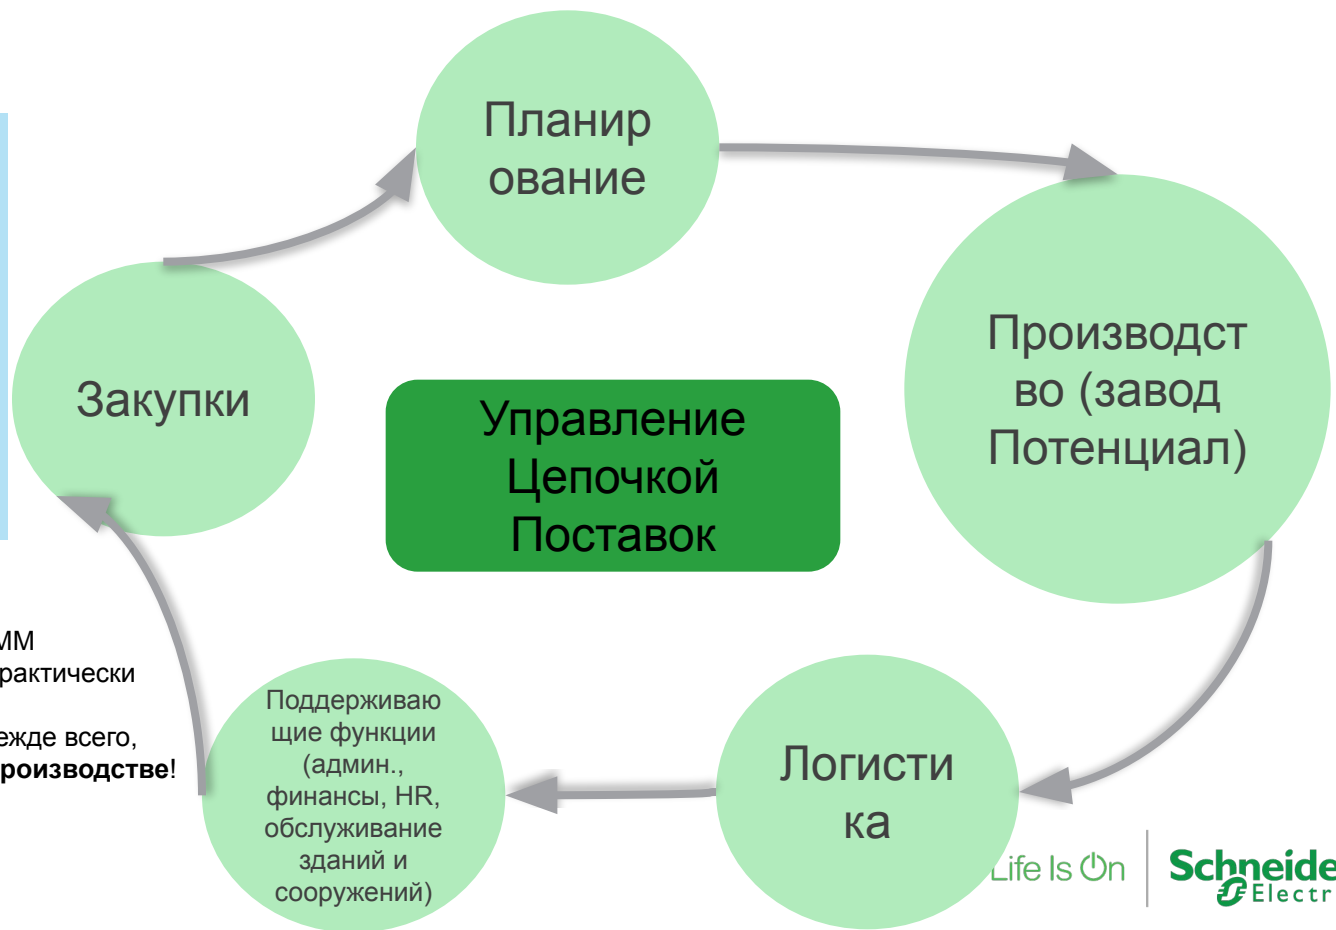 Планир
ование
Производст
во (завод
Потенциал)
Закупки
Управление
Цепочкой
Поставок
ММ
рактически
ежде всего,
роизводстве!
Поддерживаю
щие функции
(админ.,
финансы, HR,
обслуживание
зданий и
сооружений)
Логисти
ка
Life Is On
Schneide
Electr